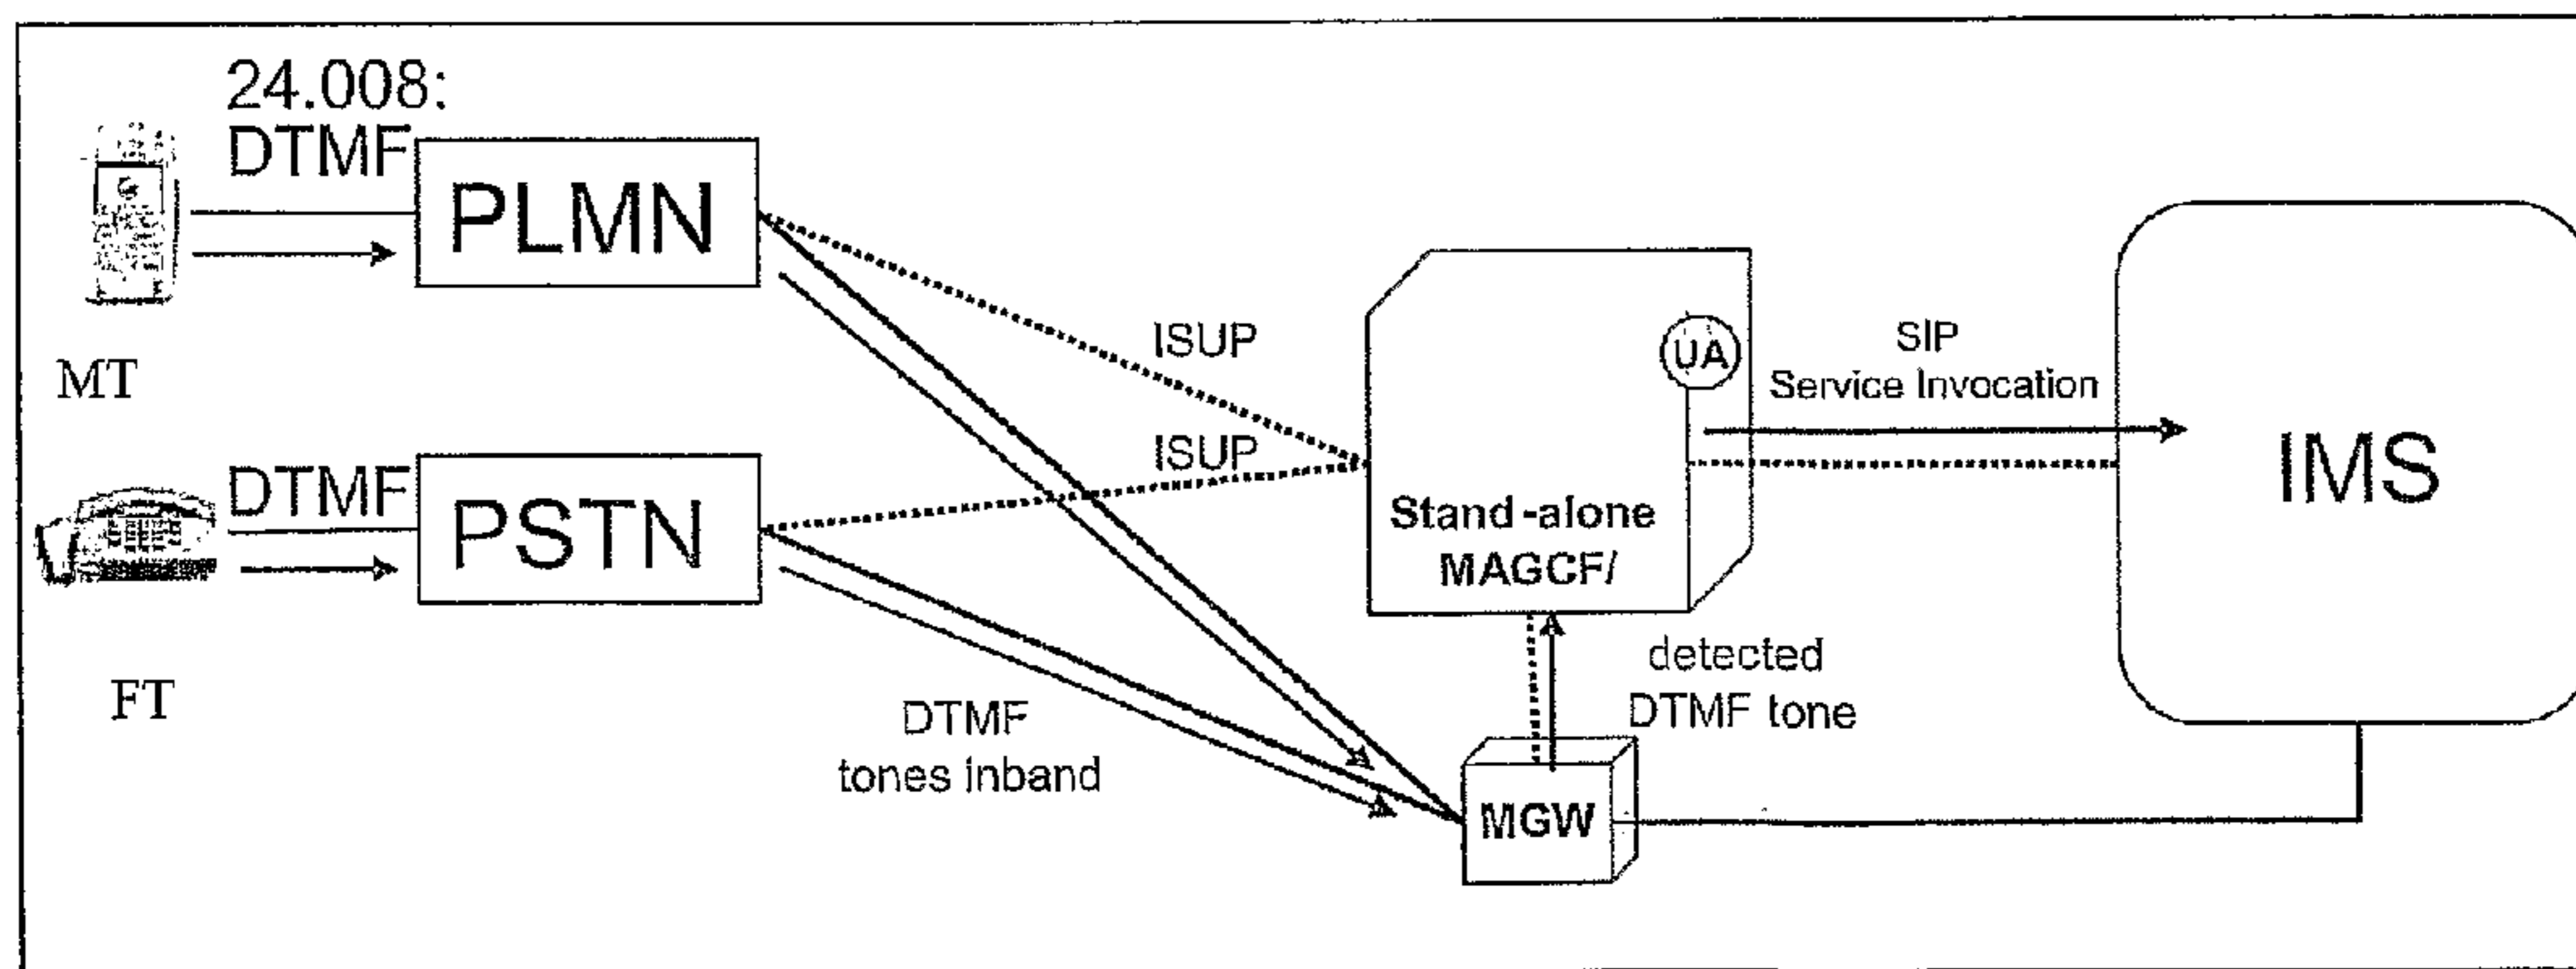 24.008:
DTMF
PLMN
MT
DTMF
PSTN
FT
ISUP
ISUP
DTMF
tones inband
UA
Stand-alone
MAGCF/
SIP
Service Invocation
IMS
detected
DTMF tone
MGW